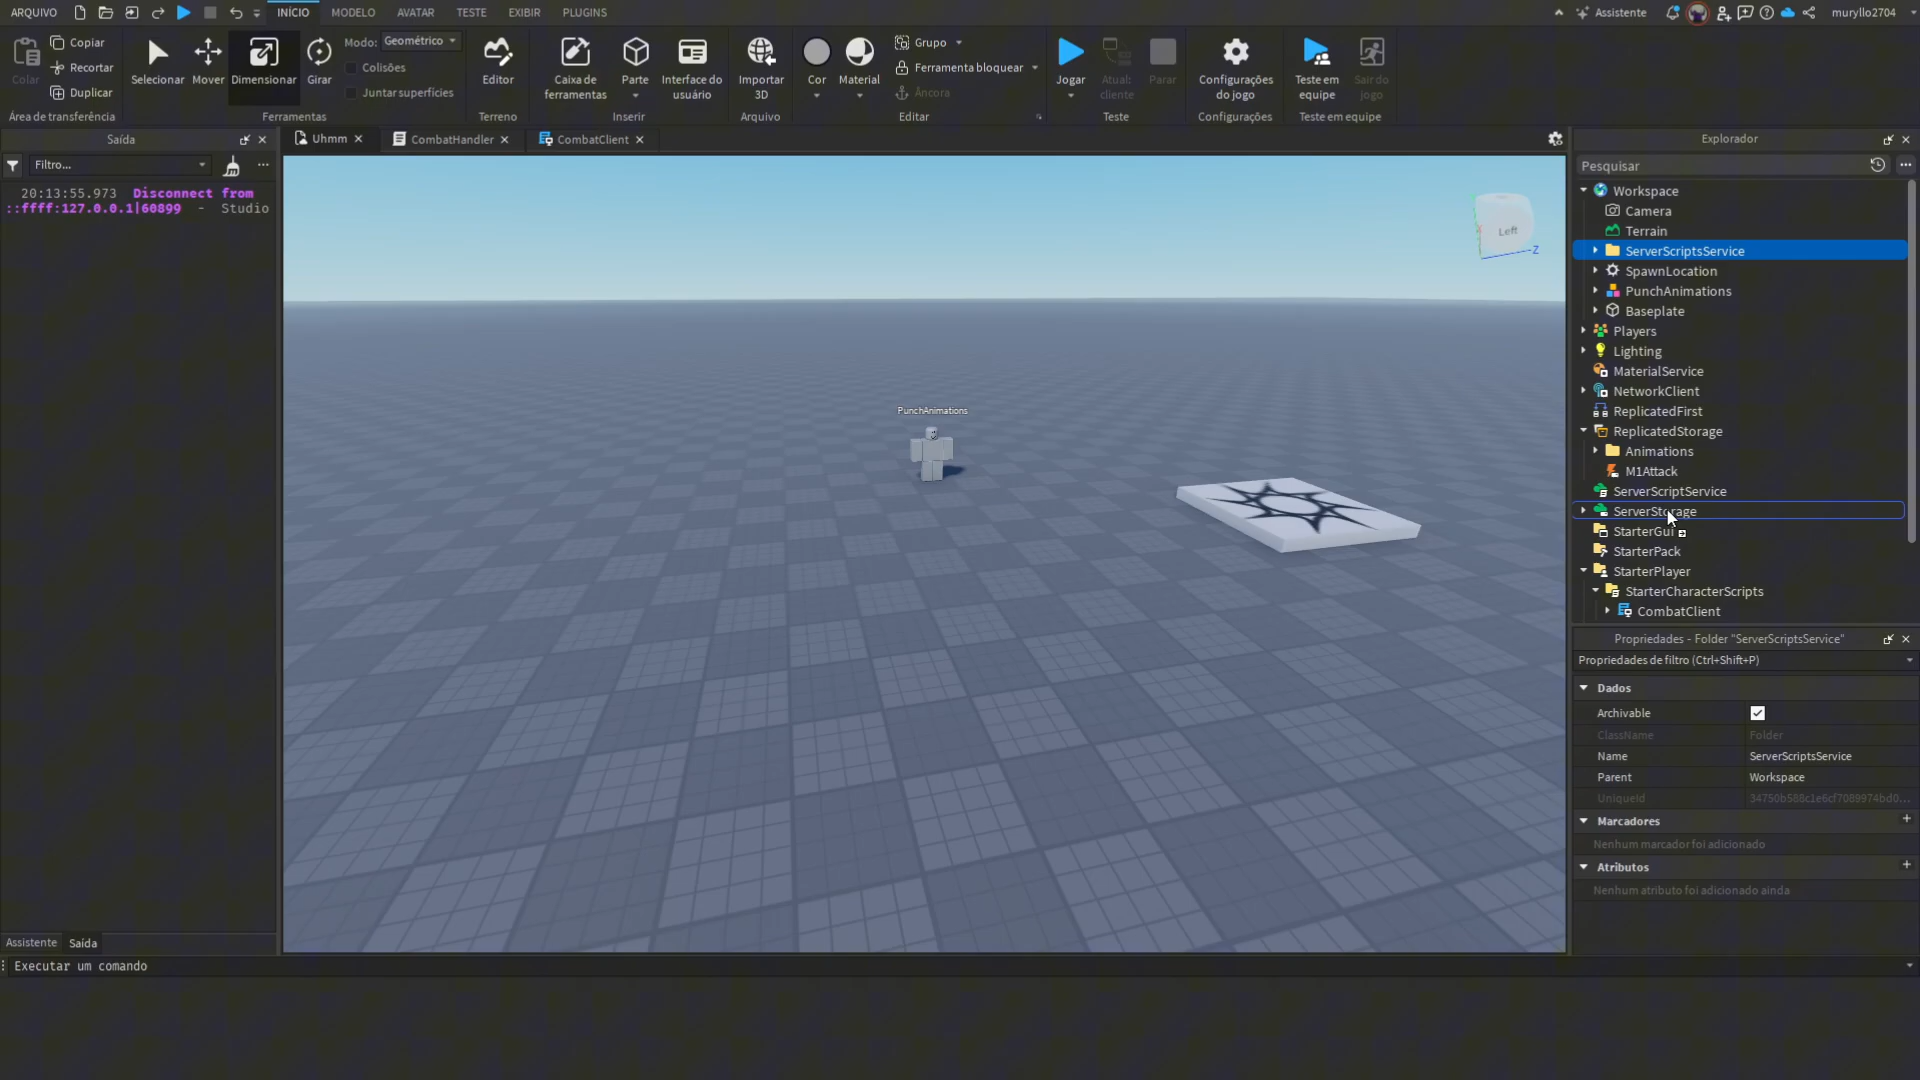 ARQUIVO INÍCIO MODELO AVATAR TESTE EXIBIR PLUGINS Assistente muryllo2704
Colar Copiar Recortar Duplicar
Selecionar Mover Dimensionar Girar
Modo: Geométrico
Colisões
Juntar superfícies
Editor
Caixa de ferramentas Parte Interface do usuário
Importar 3D
Cor Material
Grupo
Ferramenta bloquear
Âncora
Jogar Atual: cliente Parar
Configurações do jogo
Teste em equipe Sair do jogo
Área de transferência Ferramentas Terreno Inserir Arquivo Editar Teste Configurações Teste em equipe
Saída
Filtro...
20:13:55.973 Disconnect from
::ffff:127.0.0.1|60899 - Studio
Assistente Saída
Executar um comando
Uhmm CombatHandler CombatClient
Left
Z
PunchAnimations
Explorador
Pesquisar
Workspace
Camera
Terrain
ServerScriptsService
SpawnLocation
PunchAnimations
Baseplate
Players
Lighting
MaterialService
NetworkClient
ReplicatedFirst
ReplicatedStorage
Animations
M1Attack
ServerScriptService
ServerStorage
StarterGui
StarterPack
StarterPlayer
StarterCharacterScripts
CombatClient
Propriedades - Folder "ServerScriptsService"
Propriedades de filtro (Ctrl+Shift+P)
Dados
Archivable
ClassName Folder
Name ServerScriptsService
Parent Workspace
UniqueId
Marcadores
Nenhum marcador foi adicionado
Atributos
Nenhum atributo foi adicionado ainda